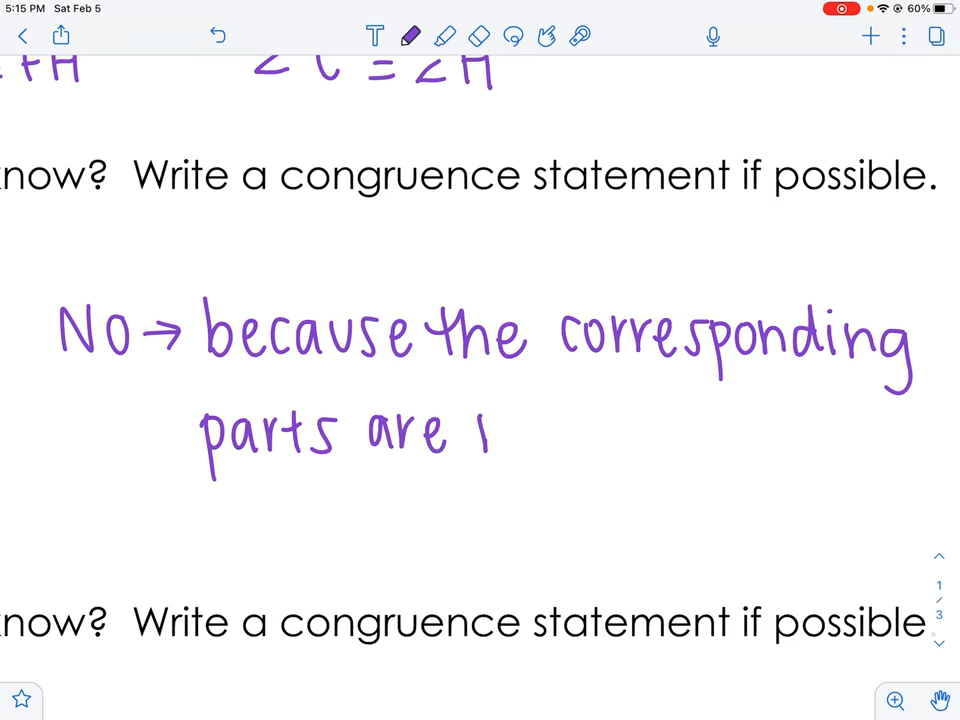 5:15 PM Sat Feb 5
60%
∠C ≅ ∠H
now? Write a congruence statement if possible.
No → because the corresponding
parts are
1
/
3
now? Write a congruence statement if possible.